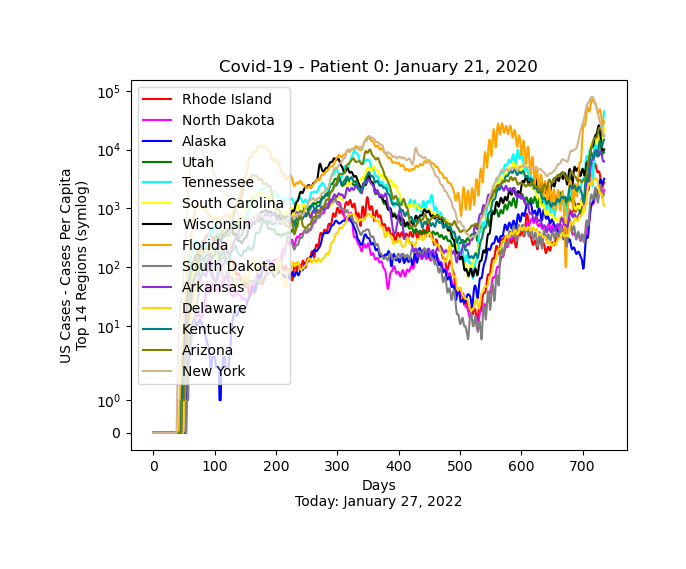 Covid-19 - Patient 0: January 21, 2020
US Cases - Cases Per Capita
Top 14 Regions (symlog)
10^5
10^4
10^3
10^2
10^1
10^0
0
Rhode Island
North Dakota
Alaska
Utah
Tennessee
South Carolina
Wisconsin
Florida
South Dakota
Arkansas
Delaware
Kentucky
Arizona
New York
0 100 200 300 400 500 600 700
Days
Today: January 27, 2022